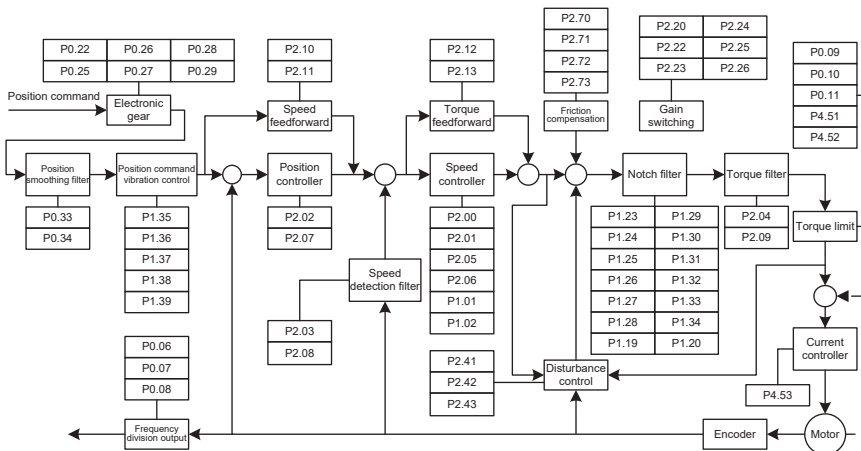 P0.22 P0.26 P0.28
P0.25 P0.27 P0.29
P2.10
P2.11
P2.12
P2.13
P2.70
P2.71
P2.72
P2.73
P2.20 P2.24
P2.22 P2.25
P2.23 P2.26
P0.09
P0.10
P0.11
P4.51
P4.52
Position command
Electronic
gear
Speed
feedforward
Torque
feedforward
Friction
compensation
Gain
switching
Position
smoothing filter
Position command
vibration control
Position
controller
Speed
controller
Notch filter
Torque filter
P0.33
P0.34
P1.35
P1.36
P1.37
P1.38
P1.39
P2.02
P2.07
P2.00
P2.01
P2.05
P2.06
P1.01
P1.02
P1.23 P1.29
P1.24 P1.30
P1.25 P1.31
P1.26 P1.32
P1.27 P1.33
P1.28 P1.34
P1.19 P1.20
P2.04
P2.09
Torque limit
Speed
detection filter
P2.03
P2.08
Current
controller
P0.06
P0.07
P0.08
P2.41
P2.42
P2.43
Disturbance
control
P4.53
Frequency
division output
Encoder
Motor